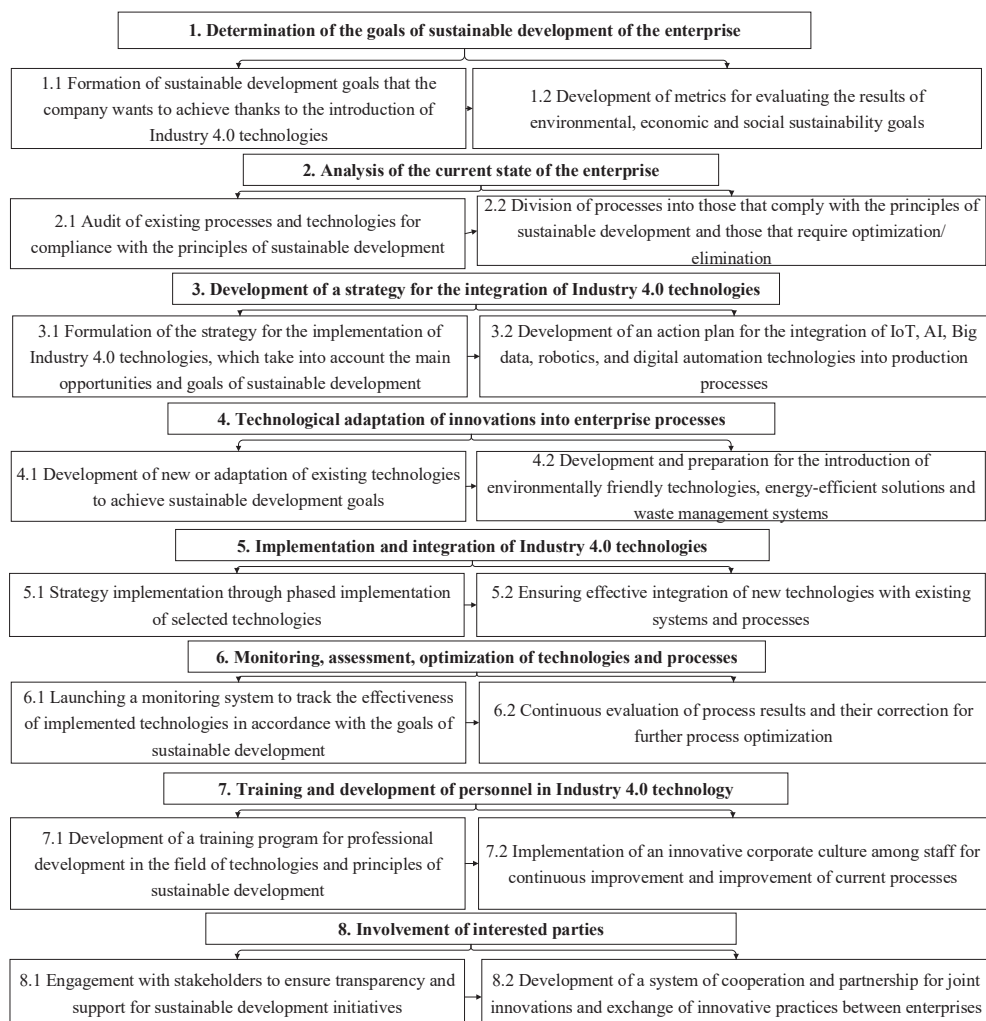 1. Determination of the goals of sustainable development of the enterprise
1.1 Formation of sustainable development goals that the
company wants to achieve thanks to the introduction of
Industry 4.0 technologies
1.2 Development of metrics for evaluating the results of
environmental, economic and social sustainability goals
2. Analysis of the current state of the enterprise
2.1 Audit of existing processes and technologies for
compliance with the principles of sustainable development
2.2 Division of processes into those that comply with the principles of
sustainable development and those that require optimization/
elimination
3. Development of a strategy for the integration of Industry 4.0 technologies
3.1 Formulation of the strategy for the implementation of
Industry 4.0 technologies, which take into account the main
opportunities and goals of sustainable development
3.2 Development of an action plan for the integration of IoT, AI, Big
data, robotics, and digital automation technologies into production
processes
4. Technological adaptation of innovations into enterprise processes
4.1 Development of new or adaptation of existing technologies
to achieve sustainable development goals
4.2 Development and preparation for the introduction of
environmentally friendly technologies, energy-efficient solutions and
waste management systems
5. Implementation and integration of Industry 4.0 technologies
5.1 Strategy implementation through phased implementation
of selected technologies
5.2 Ensuring effective integration of new technologies with existing
systems and processes
6. Monitoring, assessment, optimization of technologies and processes
6.1 Launching a monitoring system to track the effectiveness
of implemented technologies in accordance with the goals of
sustainable development
6.2 Continuous evaluation of process results and their correction for
further process optimization
7. Training and development of personnel in Industry 4.0 technology
7.1 Development of a training program for professional
development in the field of technologies and principles of
sustainable development
7.2 Implementation of an innovative corporate culture among staff for
continuous improvement and improvement of current processes
8. Involvement of interested parties
8.1 Engagement with stakeholders to ensure transparency and
support for sustainable development initiatives
8.2 Development of a system of cooperation and partnership for joint
innovations and exchange of innovative practices between enterprises